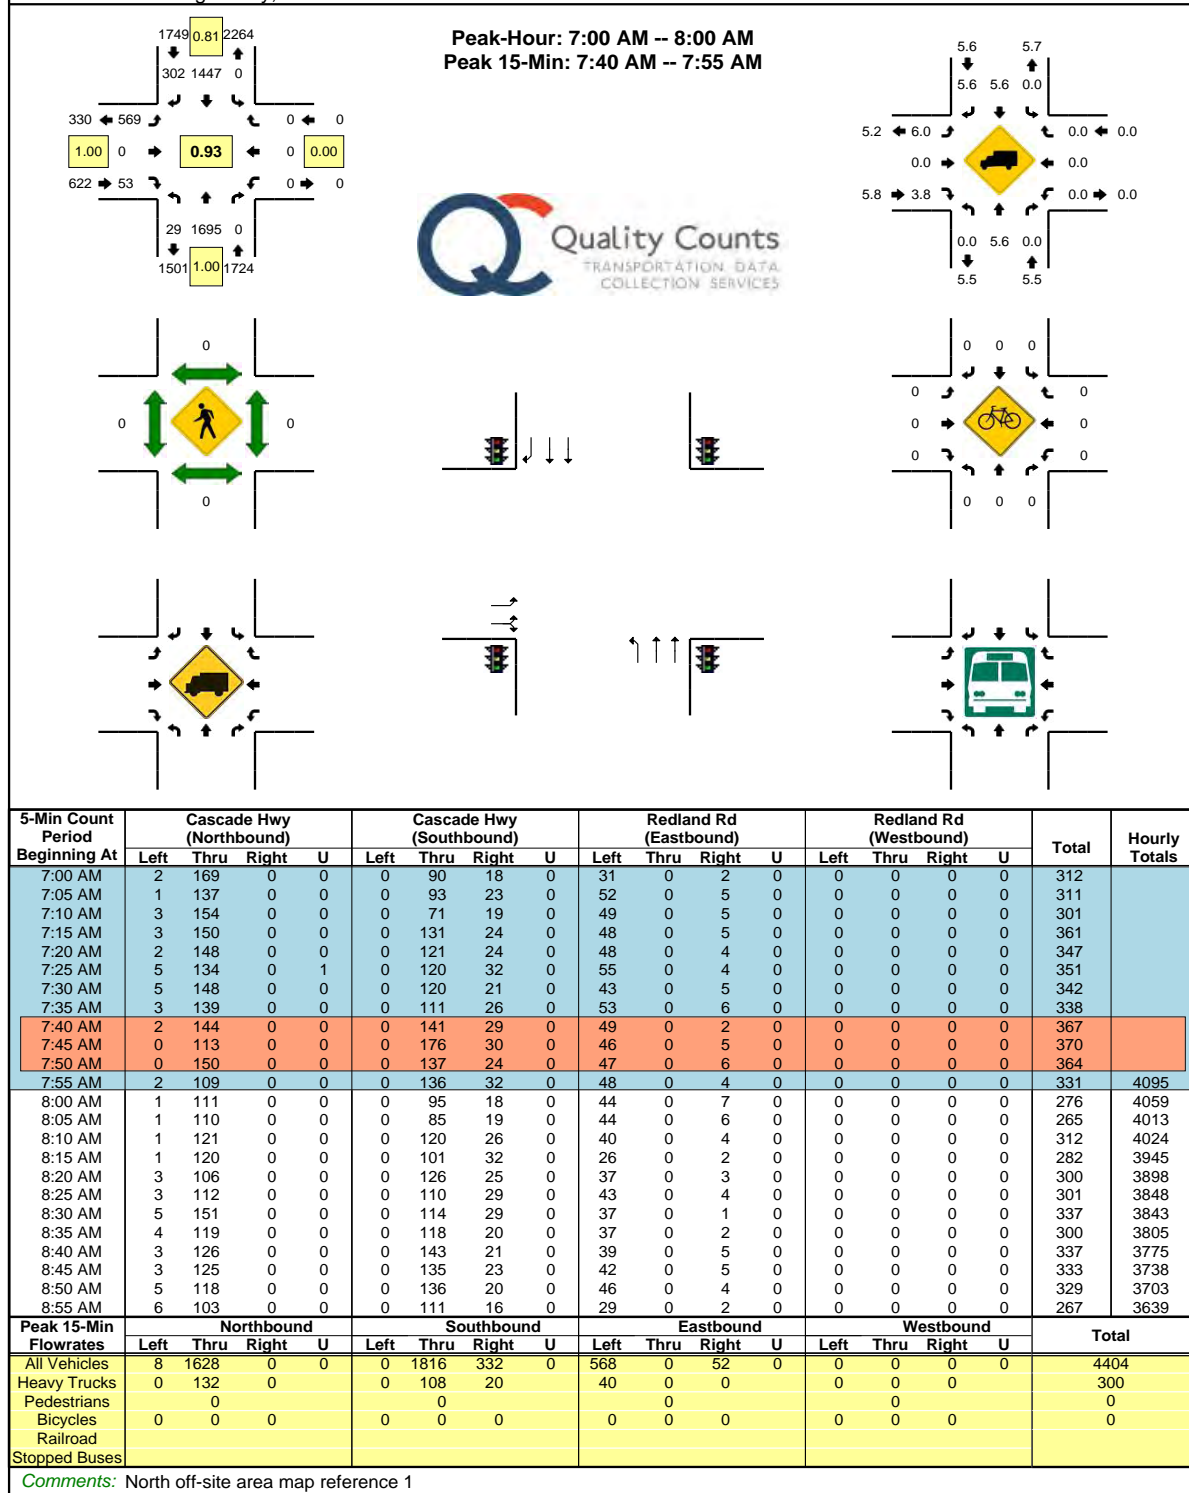 Peak-Hour: 7:00 AM -- 8:00 AM
Peak 15-Min: 7:40 AM -- 7:55 AM
1749 0.81 2264
302 1447 0
330 569 0 0
1.00 0 0.93 0 0.00
622 53 0 0
29 1695 0
1501 1.00 1724
5.6 5.7
5.6 5.6 0.0
5.2 6.0 0.0 0.0
0.0 0.0
5.8 3.8 0.0 0.0
0.0 5.6 0.0
5.5 5.5
QC Quality Counts
TRANSPORTATION DATA
COLLECTION SERVICES
0
0 0
0
0 0 0
0 0
0 0
0 0
0 0 0
5-Min Count Period Beginning At Cascade Hwy (Northbound) Cascade Hwy (Southbound) Redland Rd (Eastbound) Redland Rd (Westbound) Total Hourly Totals
Left Thru Right U Left Thru Right U Left Thru Right U Left Thru Right U
7:00 AM 2 169 0 0 0 90 18 0 31 0 2 0 0 0 0 0 312
7:05 AM 1 137 0 0 0 93 23 0 52 0 5 0 0 0 0 0 311
7:10 AM 3 154 0 0 0 71 19 0 49 0 5 0 0 0 0 0 301
7:15 AM 3 150 0 0 0 131 24 0 48 0 5 0 0 0 0 0 361
7:20 AM 2 148 0 0 0 121 24 0 48 0 4 0 0 0 0 0 347
7:25 AM 5 134 0 1 0 120 32 0 55 0 4 0 0 0 0 0 351
7:30 AM 5 148 0 0 0 120 21 0 43 0 5 0 0 0 0 0 342
7:35 AM 3 139 0 0 0 111 26 0 53 0 6 0 0 0 0 0 338
7:40 AM 2 144 0 0 0 141 29 0 49 0 2 0 0 0 0 0 367
7:45 AM 0 113 0 0 0 176 30 0 46 0 5 0 0 0 0 0 370
7:50 AM 0 150 0 0 0 137 24 0 47 0 6 0 0 0 0 0 364
7:55 AM 2 109 0 0 0 136 32 0 48 0 4 0 0 0 0 0 331 4095
8:00 AM 1 111 0 0 0 95 18 0 44 0 7 0 0 0 0 0 276 4059
8:05 AM 1 110 0 0 0 85 19 0 44 0 6 0 0 0 0 0 265 4013
8:10 AM 1 121 0 0 0 120 26 0 40 0 4 0 0 0 0 0 312 4024
8:15 AM 1 120 0 0 0 101 32 0 26 0 2 0 0 0 0 0 282 3945
8:20 AM 3 106 0 0 0 126 25 0 37 0 3 0 0 0 0 0 300 3898
8:25 AM 3 112 0 0 0 110 29 0 43 0 4 0 0 0 0 0 301 3848
8:30 AM 5 151 0 0 0 114 29 0 37 0 1 0 0 0 0 0 337 3843
8:35 AM 4 119 0 0 0 118 20 0 37 0 2 0 0 0 0 0 300 3805
8:40 AM 3 126 0 0 0 143 21 0 39 0 5 0 0 0 0 0 337 3775
8:45 AM 3 125 0 0 0 135 23 0 42 0 5 0 0 0 0 0 333 3738
8:50 AM 5 118 0 0 0 136 20 0 46 0 4 0 0 0 0 0 329 3703
8:55 AM 6 103 0 0 0 111 16 0 29 0 2 0 0 0 0 0 267 3639
Peak 15-Min Flowrates Northbound Southbound Eastbound Westbound Total
Left Thru Right U Left Thru Right U Left Thru Right U Left Thru Right U
All Vehicles 8 1628 0 0 0 1816 332 0 568 0 52 0 0 0 0 0 4404
Heavy Trucks 0 132 0 0 108 20 40 0 0 0 0 0 300
Pedestrians 0 0 0 0 0
Bicycles 0 0 0 0 0 0 0 0 0 0 0 0 0
Railroad
Stopped Buses
Comments: North off-site area map reference 1